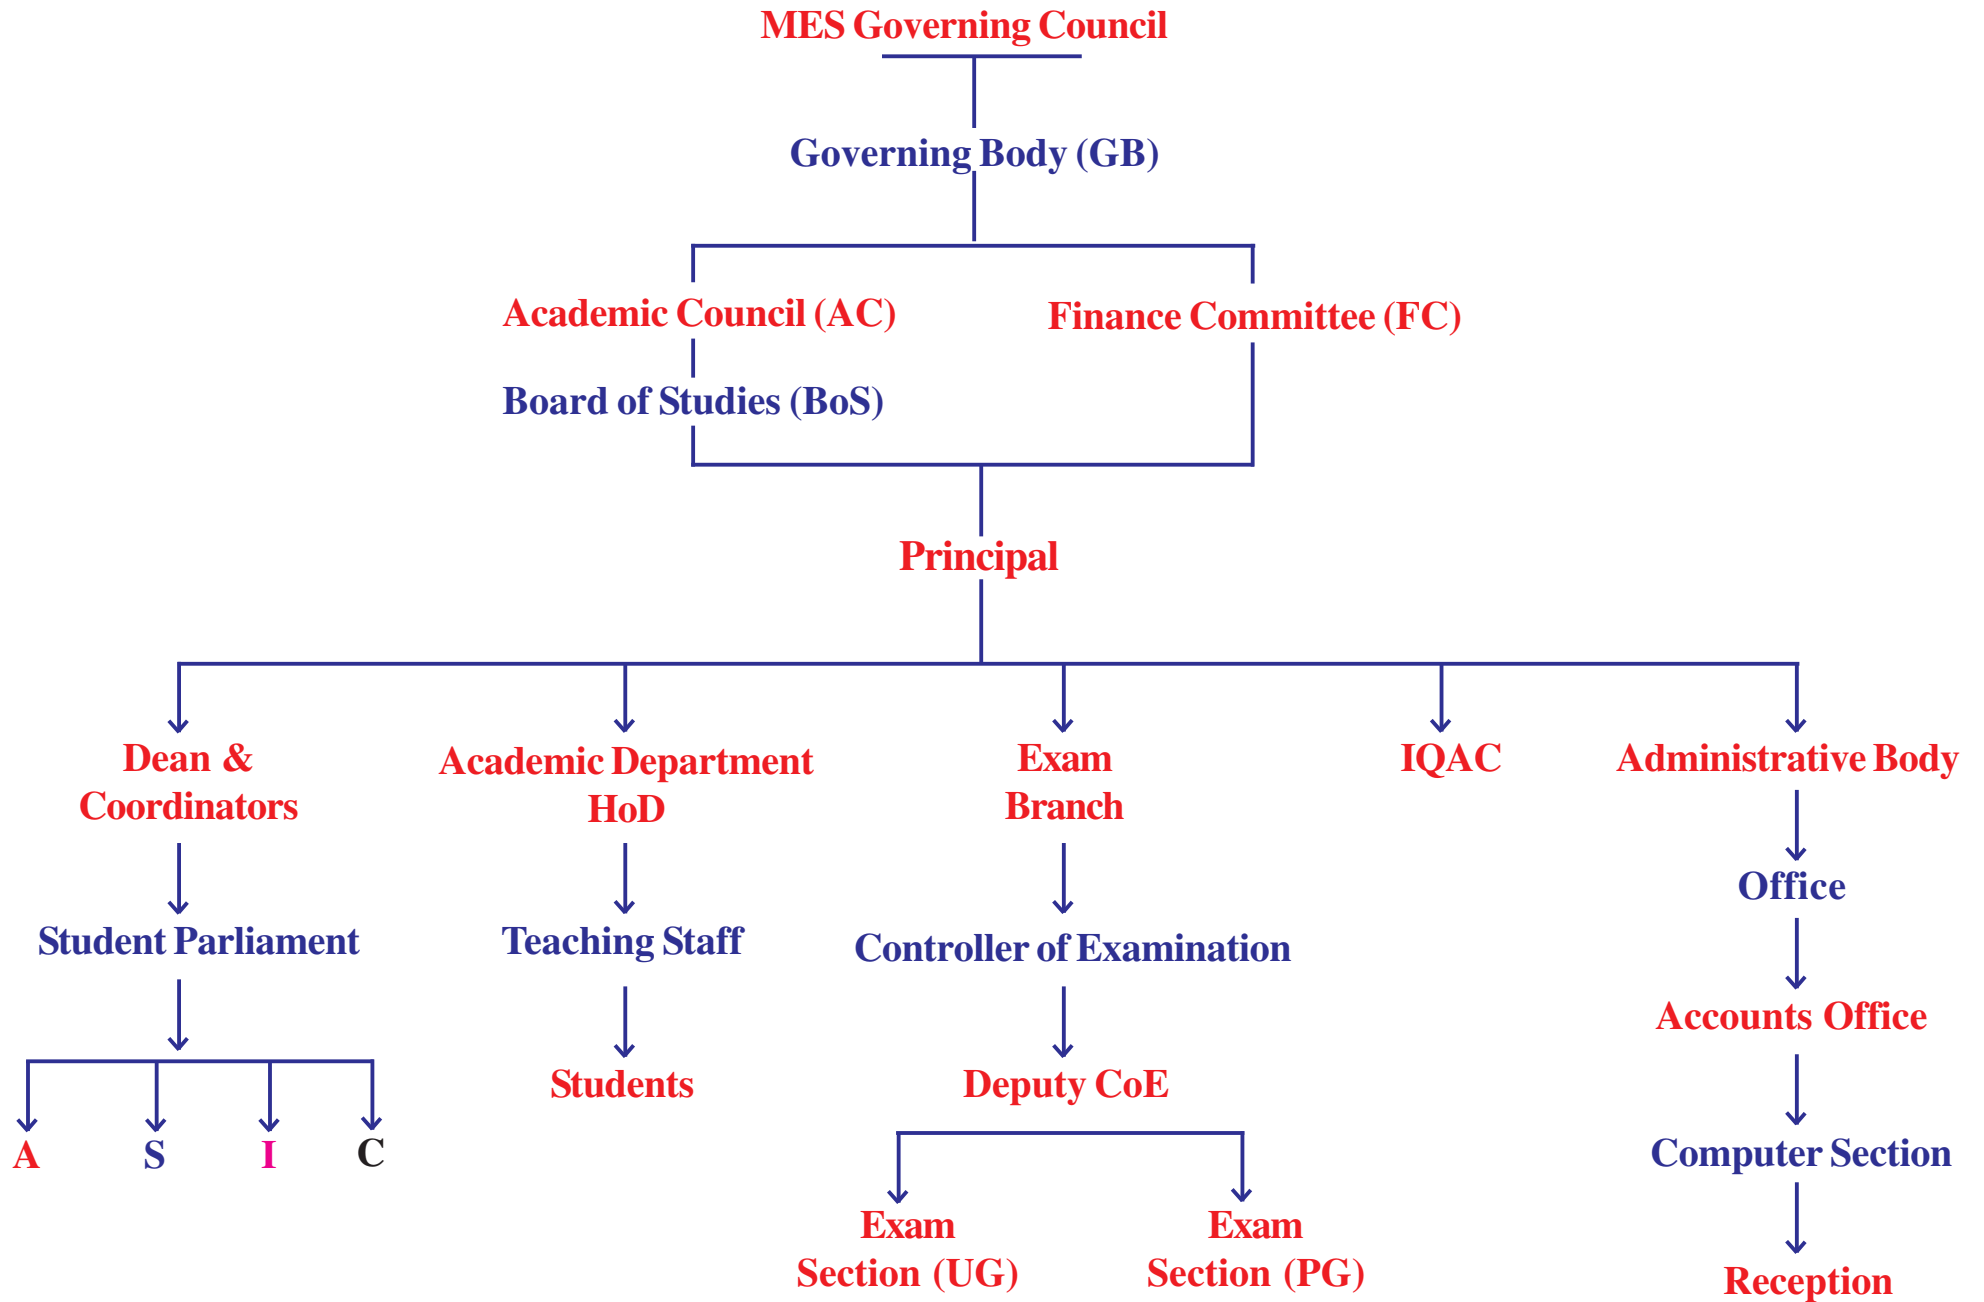 MES Governing Council
Governing Body (GB)
Academic Council (AC)
Finance Committee (FC)
Board of Studies (BoS)
Principal
Dean &
Coordinators
Academic Department
HoD
Exam
Branch
IQAC
Administrative Body
Office
Student Parliament
Teaching Staff
Controller of Examination
Accounts Office
Students
Deputy CoE
A
S
I
C
Computer Section
Exam
Section (UG)
Exam
Section (PG)
Reception